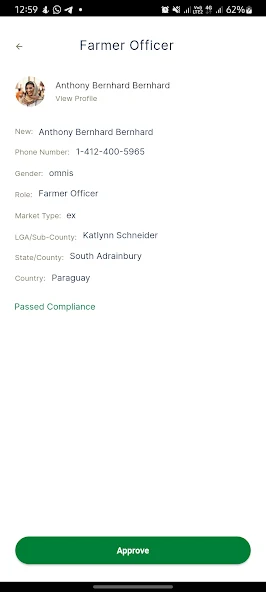 12:59
62%
Farmer Officer
Anthony Bernhard Bernhard
View Profile
New: Anthony Bernhard Bernhard
Phone Number: 1-412-400-5965
Gender: omnis
Role: Farmer Officer
Market Type: ex
LGA/Sub-County: Katlynn Schneider
State/County: South Adrainbury
Country: Paraguay
Passed Compliance
Approve